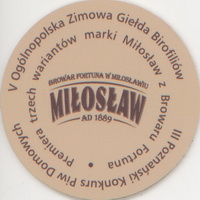 V Ogólnopolska Zimowa Giełda Birofiliów
III Poznański Konkurs Piw Domowych
Premiera trzech wariantów marki Miłosław z Browaru Fortuna
BROWAR FORTUNA W MIŁOSŁAWIU
MIŁOSŁAW
AD 1889